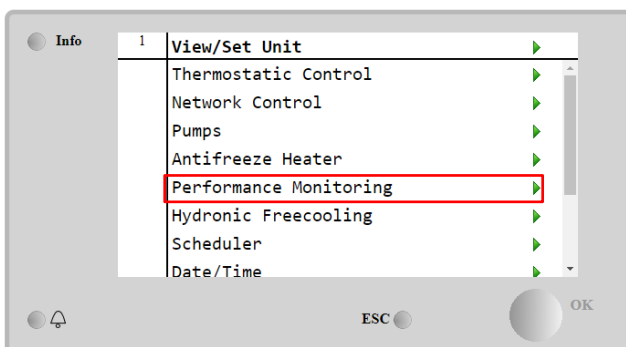 Info
1 View/Set Unit
Thermostatic Control
Network Control
Pumps
Antifreeze Heater
Performance Monitoring
Hydronic Freecooling
Scheduler
Date/Time
ESC OK